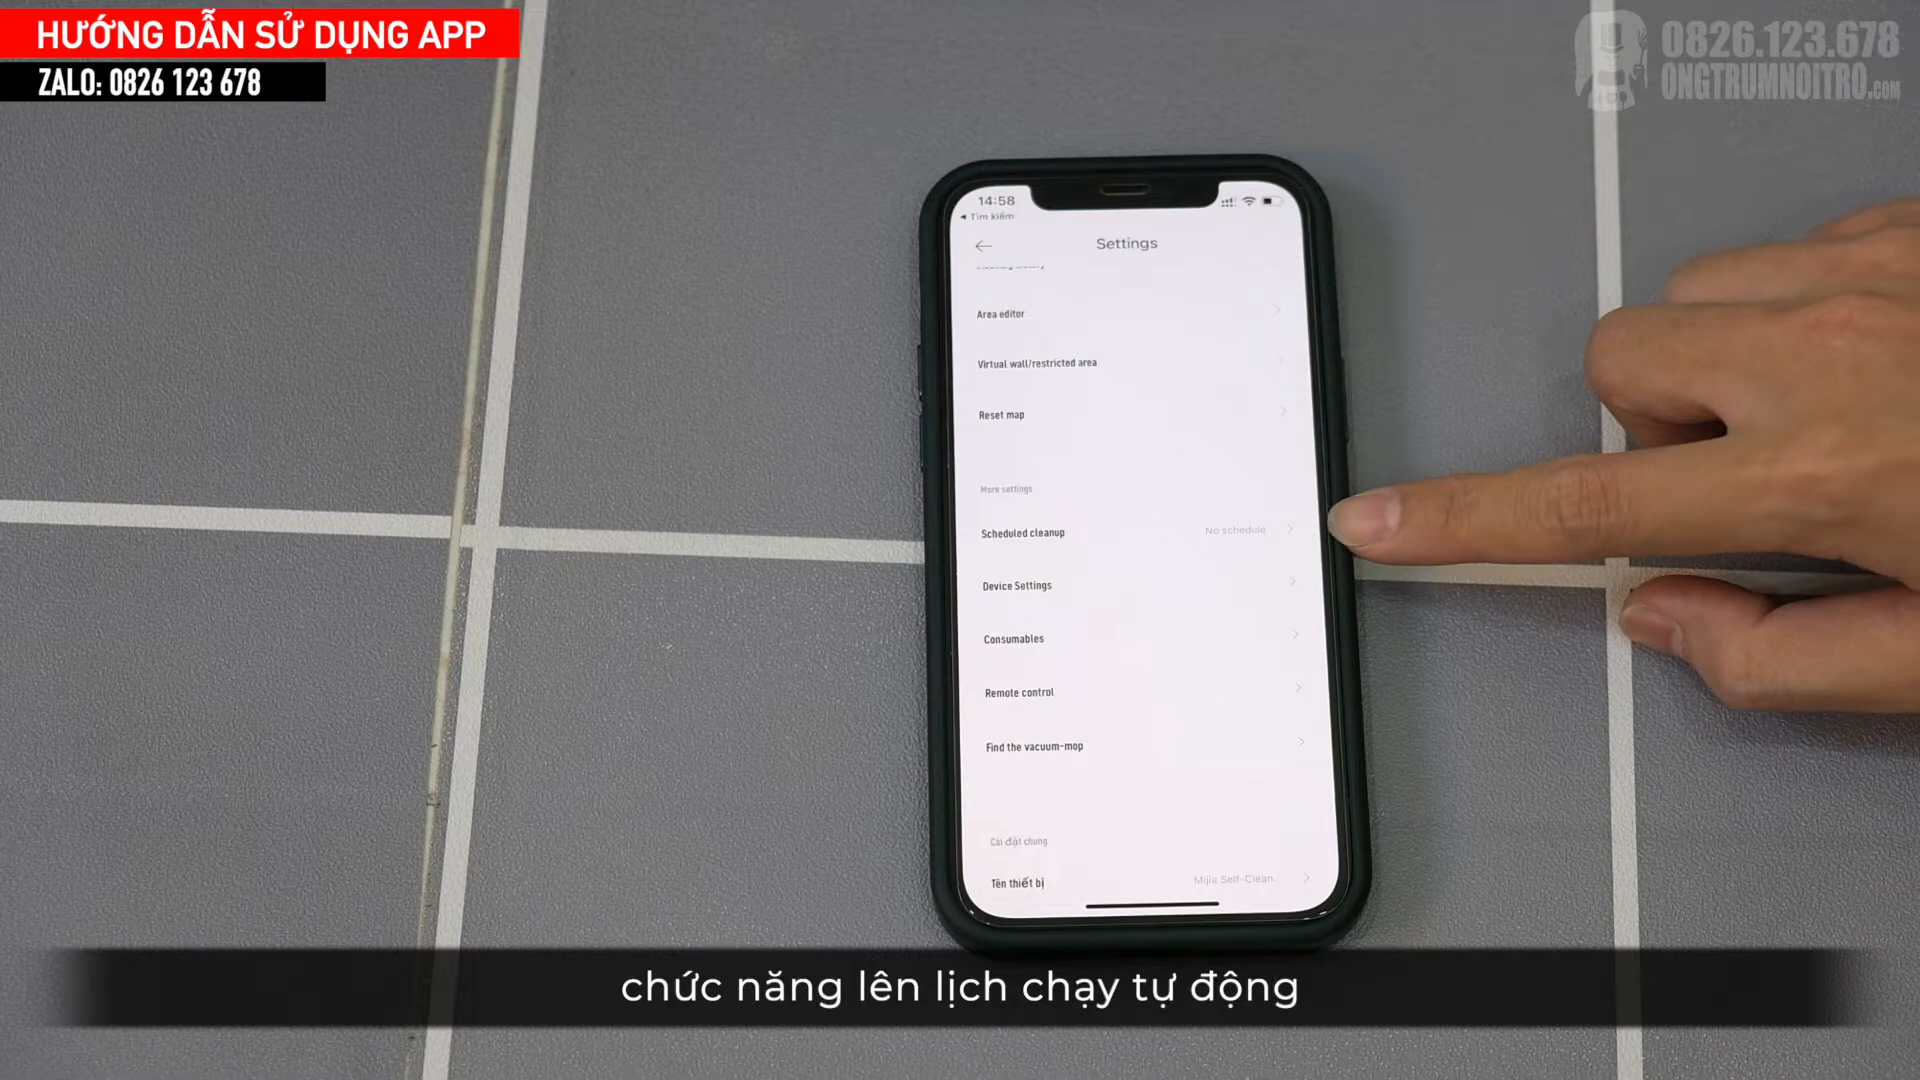 HƯỚNG DẪN SỬ DỤNG APP
ZALO: 0826 123 678
0826.123.678
ONGTRUMNOITRO.COM
14:58
Tìm kiếm
Settings
Area editor
Virtual wall/restricted area
Reset map
More settings
Scheduled cleanup No schedule
Device Settings
Consumables
Remote control
Find the vacuum-mop
Cài đặt chung
Tên thiết bị Mijia Self-Clean..
chức năng lên lịch chạy tự động